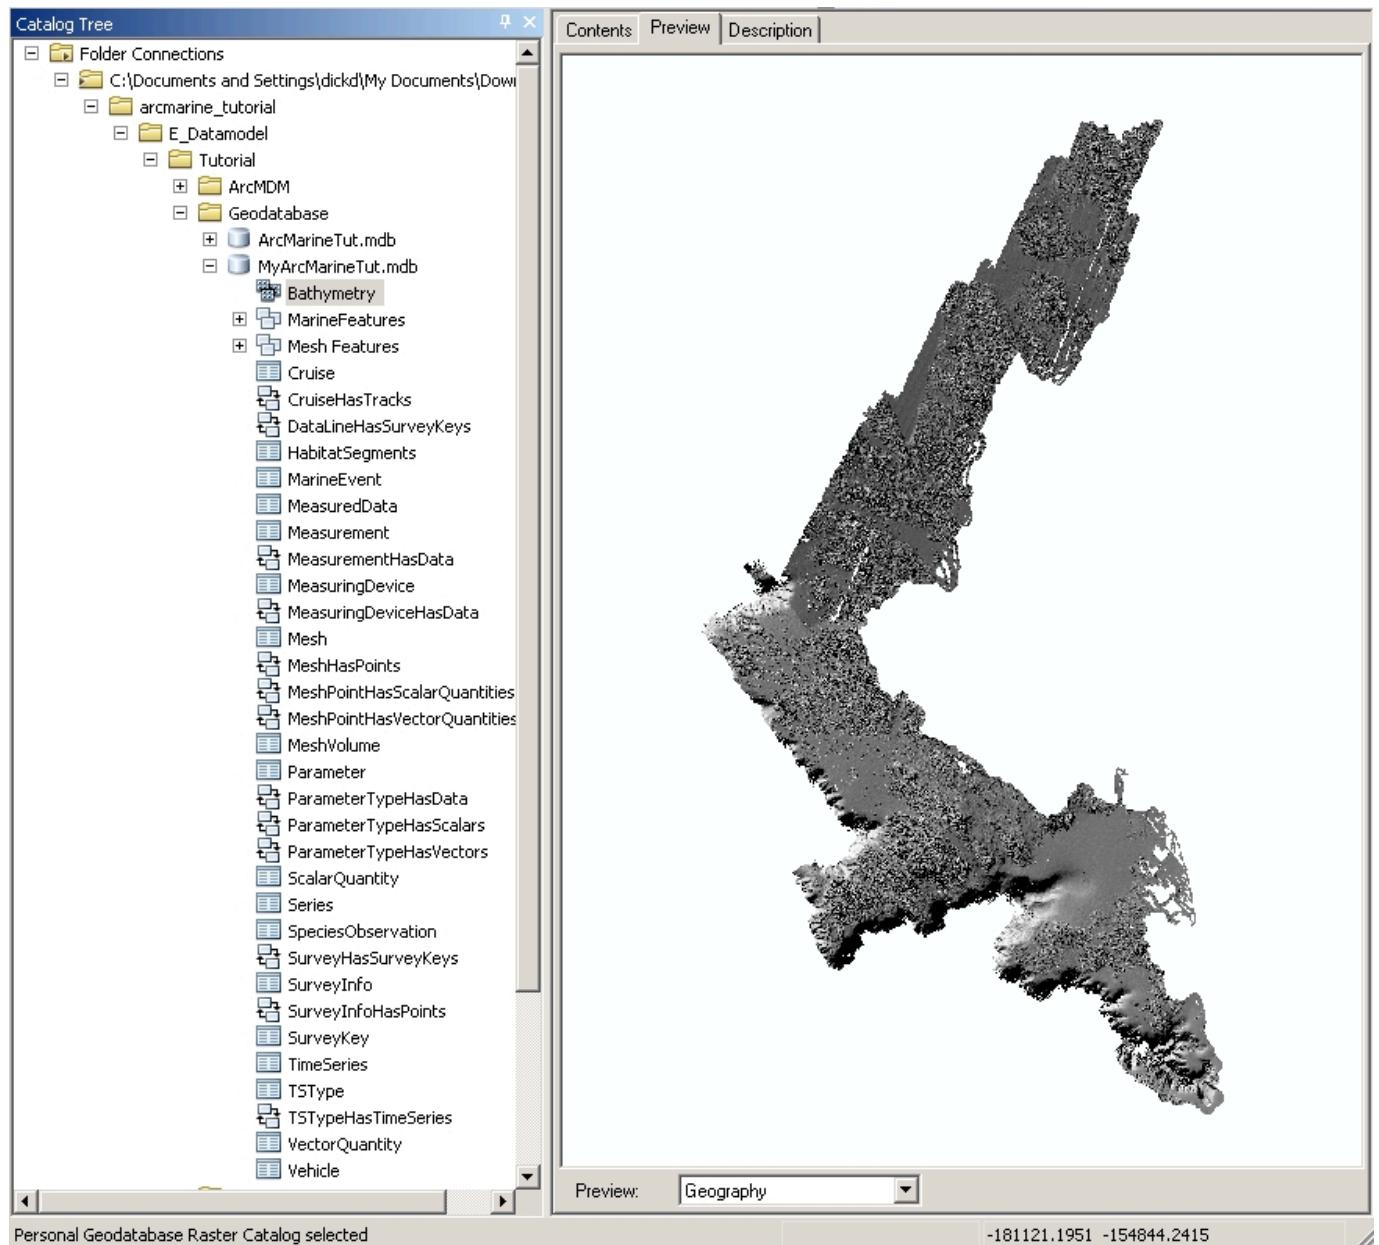 Catalog Tree
Folder Connections
C:\Documents and Settings\dickd\My Documents\Dow
arcmarine_tutorial
E_Datamodel
Tutorial
ArcMDM
Geodatabase
ArcMarineTut.mdb
MyArcMarineTut.mdb
Bathymetry
MarineFeatures
Mesh Features
Cruise
CruiseHasTracks
DataLineHasSurveyKeys
HabitatSegments
MarineEvent
MeasuredData
Measurement
MeasurementHasData
MeasuringDevice
MeasuringDeviceHasData
Mesh
MeshHasPoints
MeshPointHasScalarQuantities
MeshPointHasVectorQuantities
MeshVolume
Parameter
ParameterTypeHasData
ParameterTypeHasScalars
ParameterTypeHasVectors
ScalarQuantity
Series
SpeciesObservation
SurveyHasSurveyKeys
SurveyInfo
SurveyInfoHasPoints
SurveyKey
TimeSeries
TSType
TSTypeHasTimeSeries
VectorQuantity
Vehicle
Contents Preview Description
Preview: Geography
Personal Geodatabase Raster Catalog selected
-181121.1951 -154844.2415